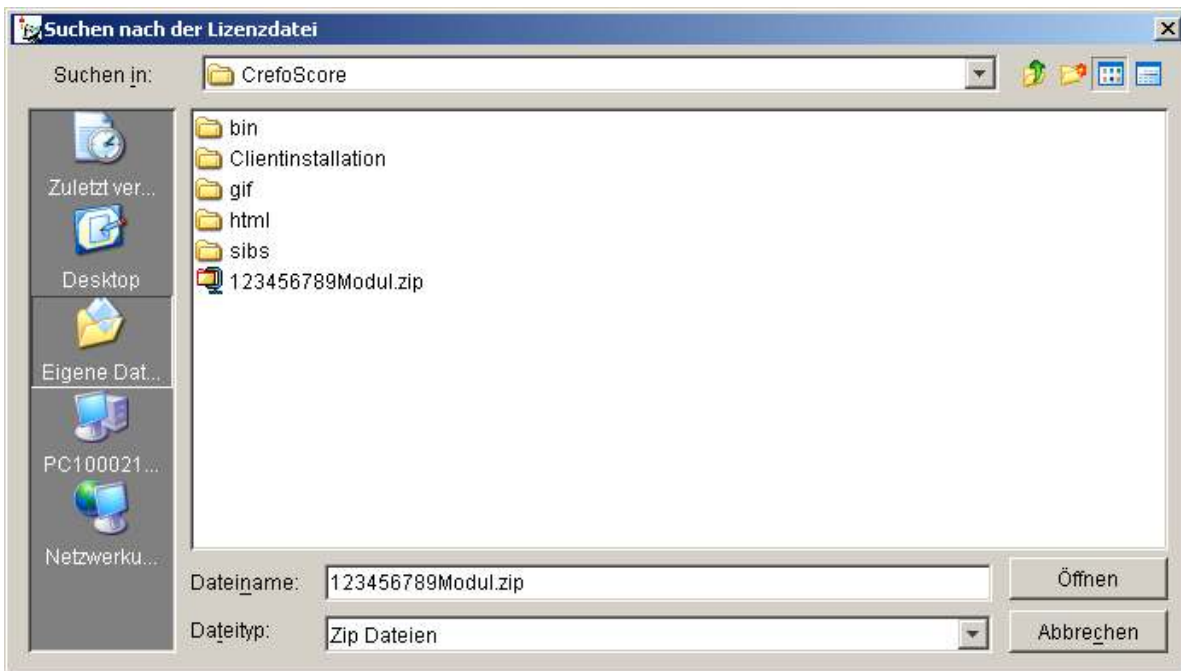 Suchen nach der Lizenzdatei
Suchen in:
CrefoScore
Zuletzt ver...
Desktop
Eigene Dat...
PC100021...
Netzwerku...
bin
Clientinstallation
gif
html
sibs
123456789Modul.zip
Dateiname:
123456789Modul.zip
Öffnen
Dateityp:
Zip Dateien
Abbrechen